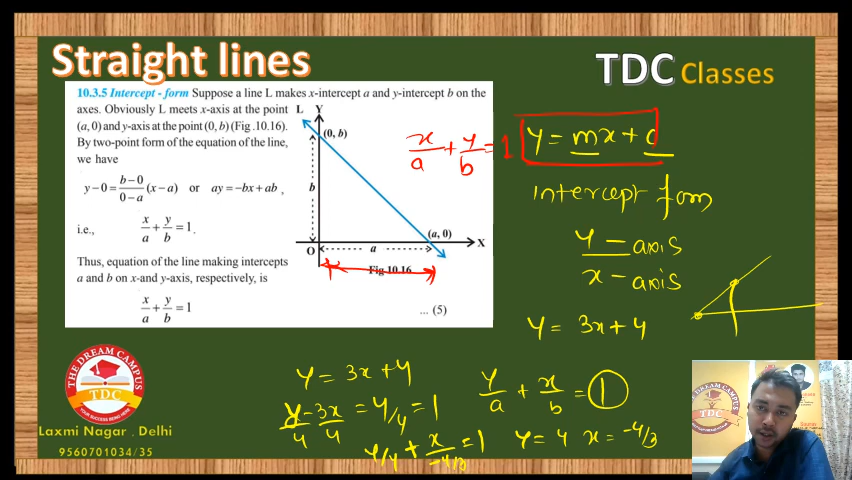 Straight lines
TDC Classes
10.3.5 Intercept - form Suppose a line L makes x-intercept a and y-intercept b on the
axes. Obviously L meets x-axis at the point
(a, 0) and y-axis at the point (0, b) (Fig 10.16).
By two-point form of the equation of the line,
we have
y−0 = b−0/0−a (x−a) or ay = −bx + ab ,
i.e., x/a + y/b = 1.
Thus, equation of the line making intercepts
a and b on x-and y-axis, respectively, is
x/a + y/b = 1 ... (5)
L Y
(0, b)
b
(a, 0)
O a X
Fig 10.16
x/a + y/b = 1
y = mx + c
intercept form
y - axis
x - axis
y = 3x + 4
y = 3x + 4
y/4 - 3x/4 = 4/4 = 1
y/4 + x/-4/3 = 1
y/a + x/b = 1
y = 4 x = -4/3
THE DREAM CAMPUS
TDC
YOUR SUCCESS BEING HERE
Laxmi Nagar , Delhi
9560701034/35